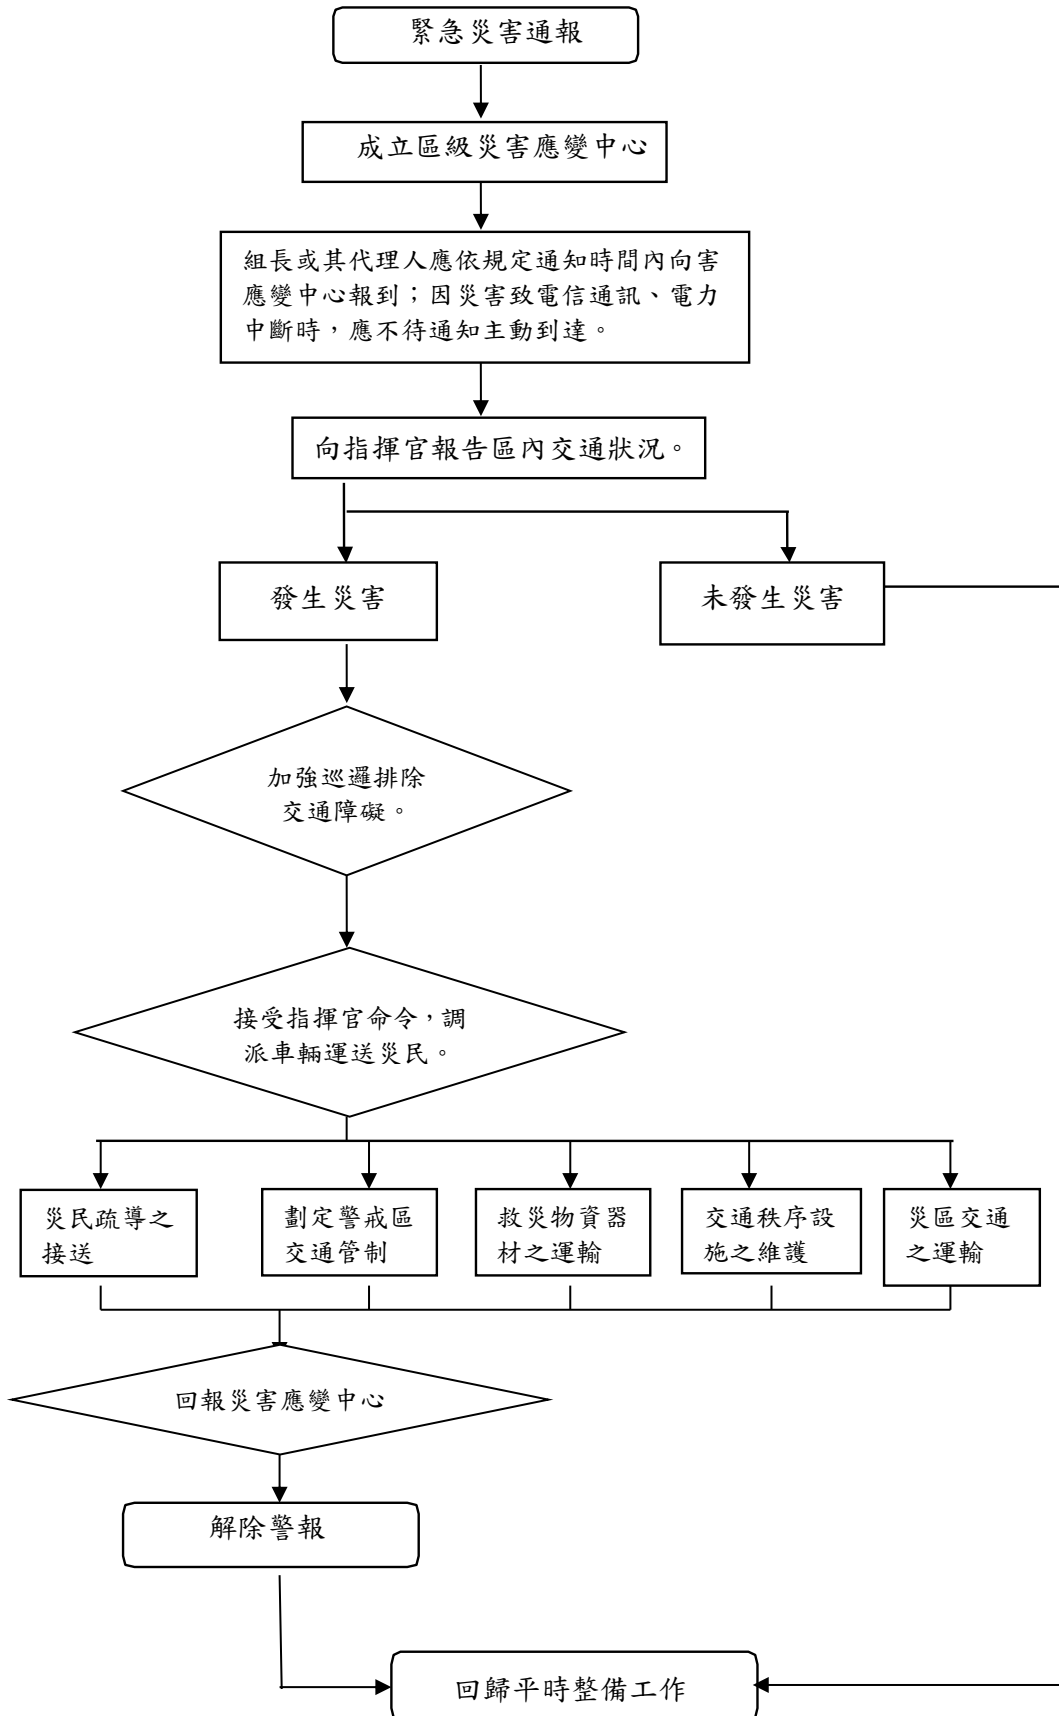 緊急災害通報
成立區級災害應變中心
組長或其代理人應依規定通知時間內向害
應變中心報到；因災害致電信通訊、電力
中斷時，應不待通知主動到達。
向指揮官報告區內交通狀況。
發生災害
未發生災害
加強巡邏排除
交通障礙。
接受指揮官命令，調
派車輛運送災民。
災民疏導之
接送
劃定警戒區
交通管制
救災物資器
材之運輸
交通秩序設
施之維護
災區交通
之運輸
回報災害應變中心
解除警報
回歸平時整備工作